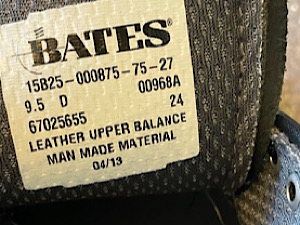 BATES
15B25-000875-75-27
9.5 D 00968A
67025655 24
LEATHER UPPER BALANCE
MAN MADE MATERIAL
04/13